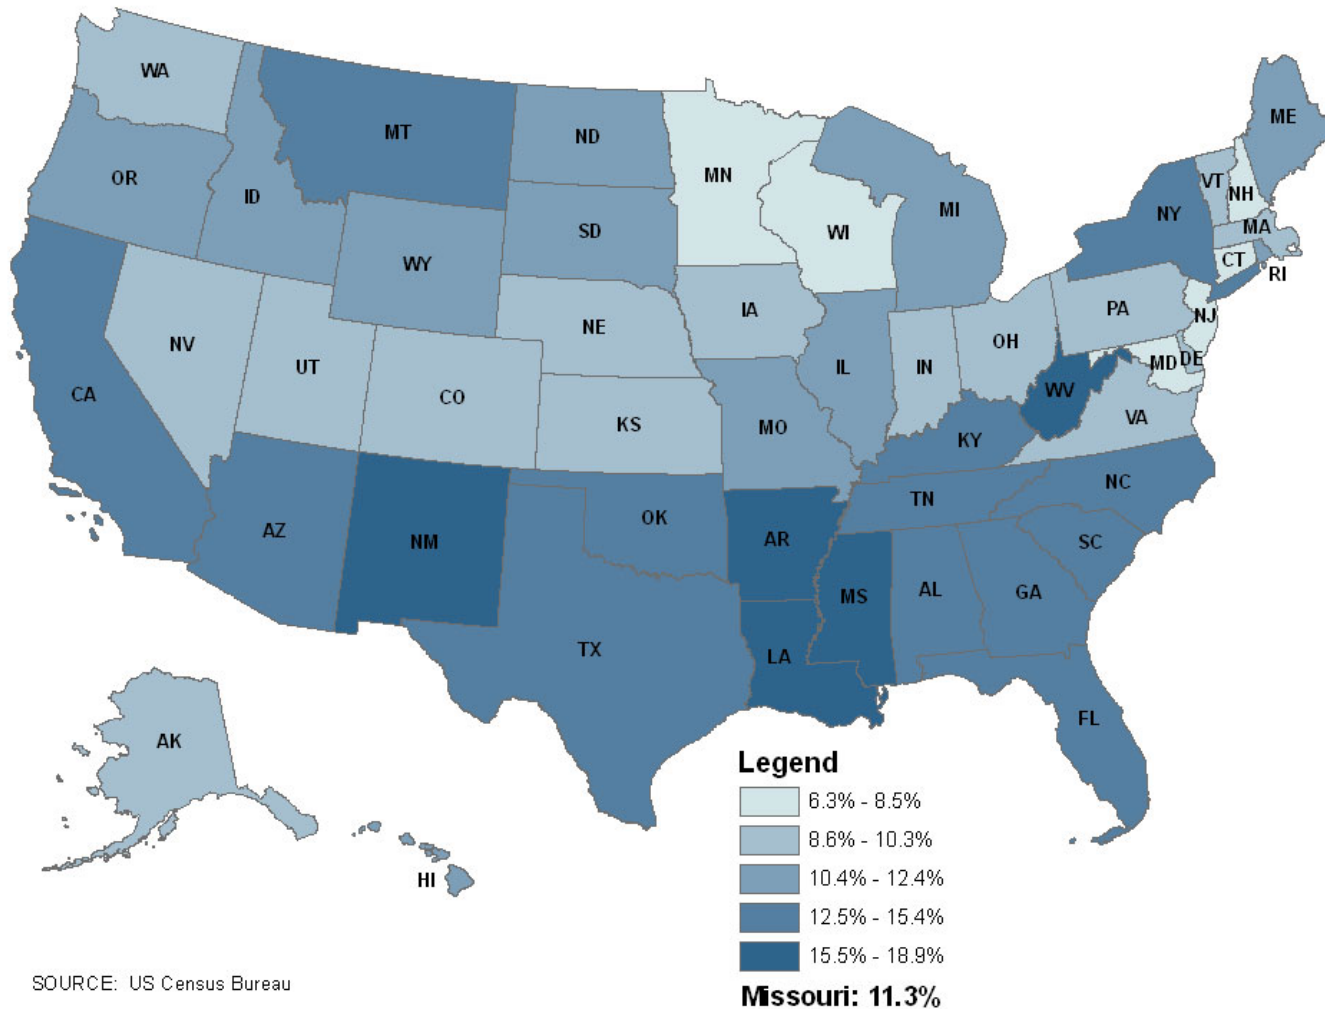 WA
MT
ND
MN
ME
OR
ID
SD
WI
MI
VT
NH
NY
MA
WY
CT
RI
IA
NE
PA
NJ
NV
UT
IL
IN
OH
MD
DE
CA
CO
WV
KS
MO
VA
KY
AZ
NM
OK
AR
TN
NC
SC
MS
AL
GA
TX
LA
FL
AK
HI
Legend
6.3% - 8.5%
8.6% - 10.3%
10.4% - 12.4%
12.5% - 15.4%
15.5% - 18.9%
SOURCE: US Census Bureau
Missouri: 11.3%